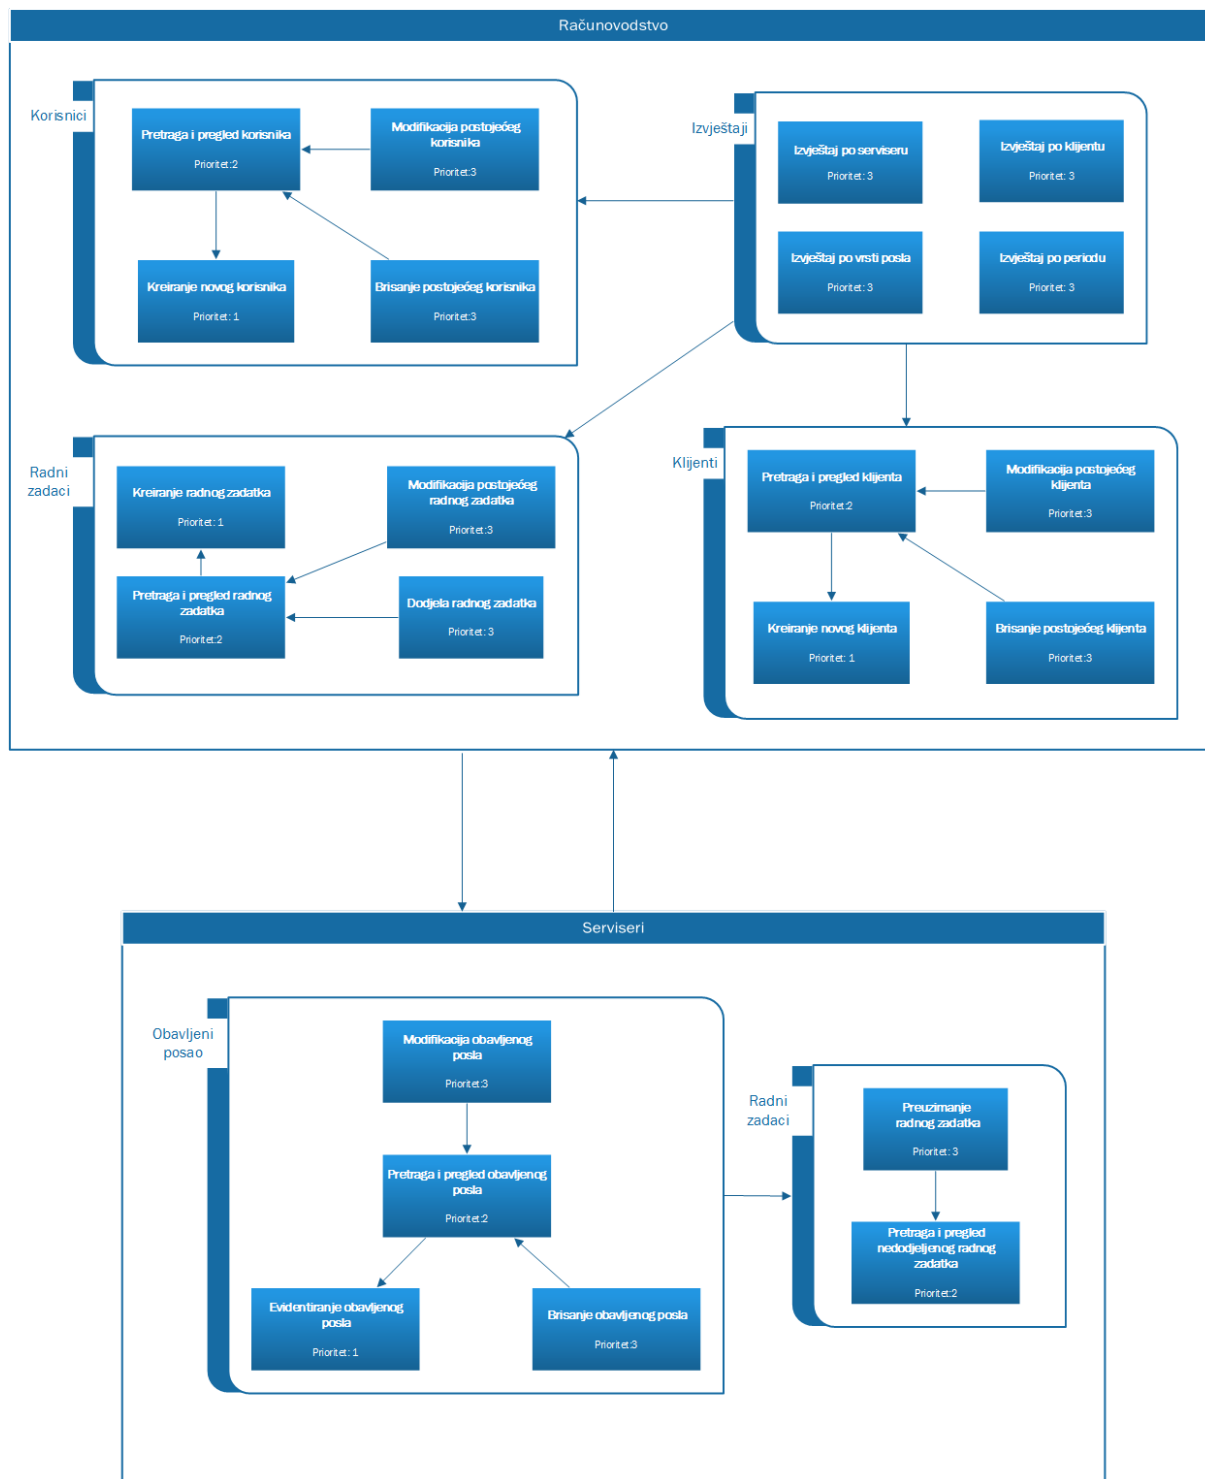 Računovodstvo
Korisnici
Pretraga i pregled korisnika
Prioritet:2
Modifikacija postojećeg
korisnika
Prioritet:3
Kreiranje novog korisnika
Prioritet: 1
Brisanje postojećeg korisnika
Prioritet:3
Izvještaji
Izvještaj po serviseru
Prioritet: 3
Izvještaj po klijentu
Prioritet: 3
Izvještaj po vrsti posla
Prioritet: 3
Izvještaj po periodu
Prioritet: 3
Radni
zadaci
Kreiranje radnog zadatka
Prioritet: 1
Modifikacija postojećeg
radnog zadatka
Prioritet:3
Pretraga i pregled radnog
zadatka
Prioritet:2
Dodjela radnog zadatka
Prioritet: 3
Klijenti
Pretraga i pregled klijenta
Prioritet:2
Modifikacija postojećeg
klijenta
Prioritet:3
Kreiranje novog klijenta
Prioritet: 1
Brisanje postojećeg klijenta
Prioritet:3
Serviseri
Obavljeni
posao
Modifikacija obavljenog
posla
Prioritet:3
Pretraga i pregled obavljenog
posla
Prioritet:2
Evidentiranje obavljenog
posla
Prioritet: 1
Brisanje obavljenog posla
Prioritet:3
Radni
zadaci
Preuzimanje
radnog zadatka
Prioritet: 3
Pretraga i pregled
nedodjeljenog radnog
zadatka
Prioritet:2